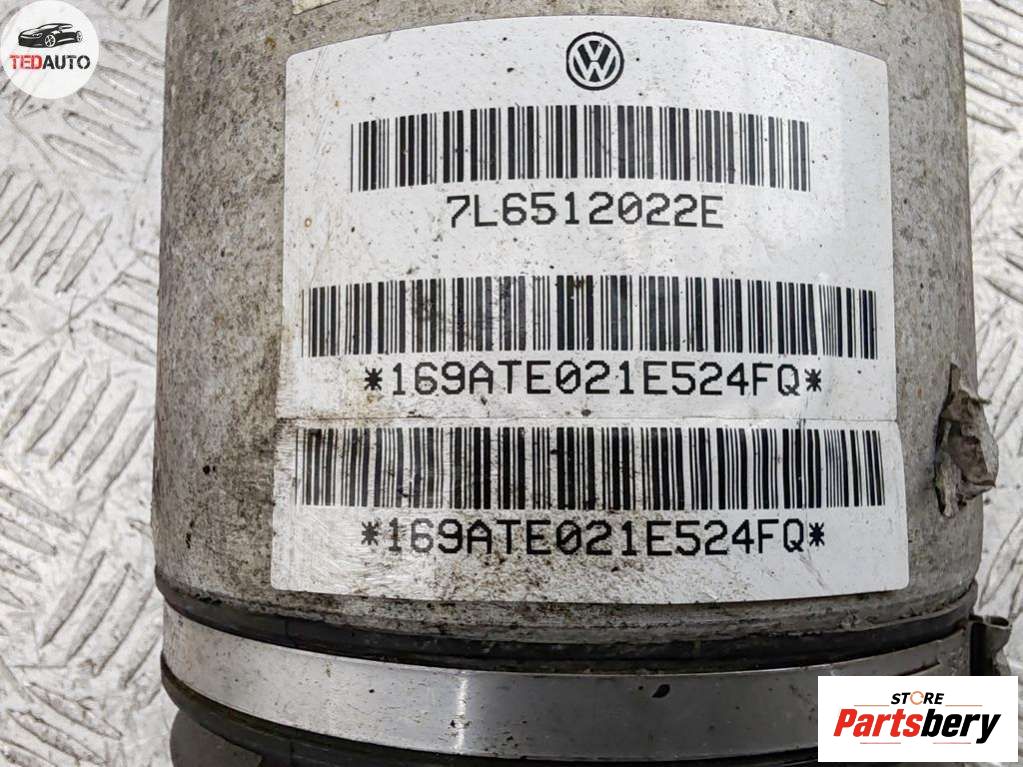 TEDAUTO
7L6512022E
*169ATE021E524FQ*
*169ATE021E524FQ*
STORE
Partsbery